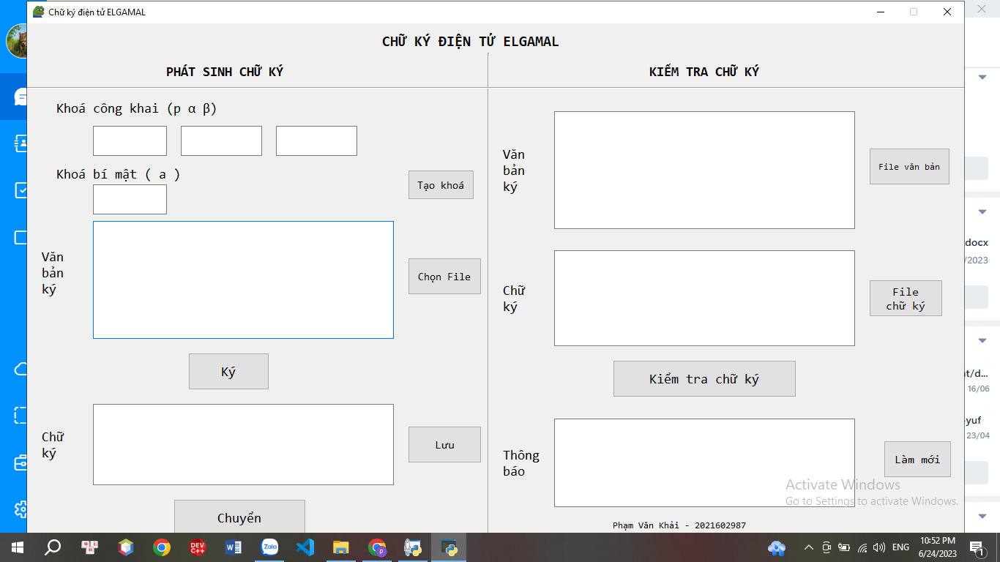 Chữ ký điện tử ELGAMAL
CHỮ KÝ ĐIỆN TỬ ELGAMAL
PHÁT SINH CHỮ KÝ
Khoá công khai (p α β)
Khoá bí mật ( a )
Tạo khoá
Văn
bản
ký
Chọn File
Ký
Chữ
ký
Lưu
Chuyển
KIỂM TRA CHỮ KÝ
Văn
bản
ký
File văn bản
Chữ
ký
File
chữ ký
Kiểm tra chữ ký
Thông
báo
Làm mới
Phạm Văn Khải - 2021602987
Activate Windows
Go to Settings to activate Windows.
docx
/2023
t/d...
16/06
-yuf
23/04
DEV
C++
Zalo
p
ENG
10:52 PM
6/24/2023
1